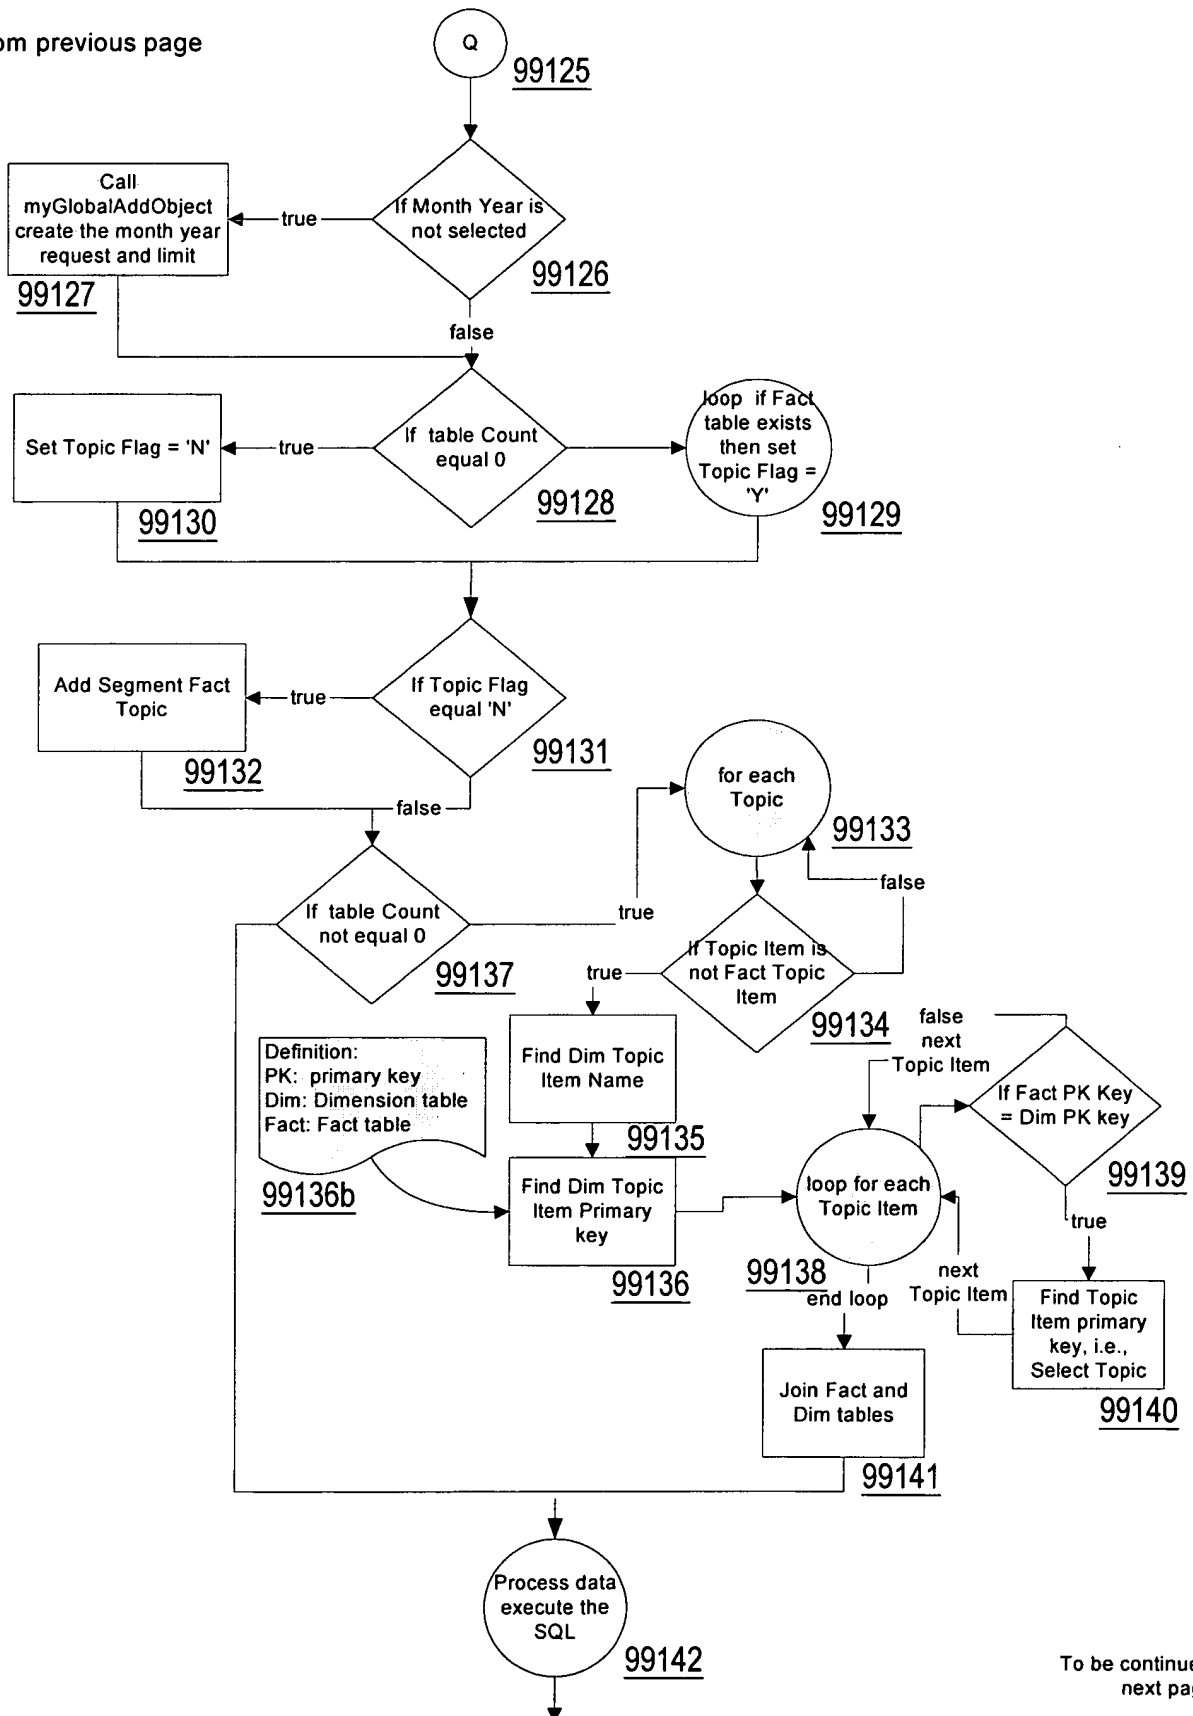 om previous page
Q
99125
Call
myGlobalAddObject
create the month year
request and limit
true
If Month Year is
not selected
99127
99126
false
Set Topic Flag = 'N'
true
If table Count
equal 0
loop if Fact
table exists
then set
Topic Flag =
'Y'
99130
99128
99129
Add Segment Fact
Topic
true
If Topic Flag
equal 'N'
99132
99131
false
for each
Topic
99133
false
If table Count
not equal 0
true
99137
If Topic Item is
not Fact Topic
Item
true
99134
Find Dim Topic
Item Name
99135
Definition:
PK: primary key
Dim: Dimension table
Fact: Fact table
99136b
Find Dim Topic
Item Primary
key
99136
false
next
Topic Item
If Fact PK Key
= Dim PK key
99139
loop for each
Topic Item
99138
true
next
Topic Item
end loop
Find Topic
Item primary
key, i.e.,
Select Topic
99140
Join Fact and
Dim tables
99141
Process data
execute the
SQL
99142
To be continue
next pag